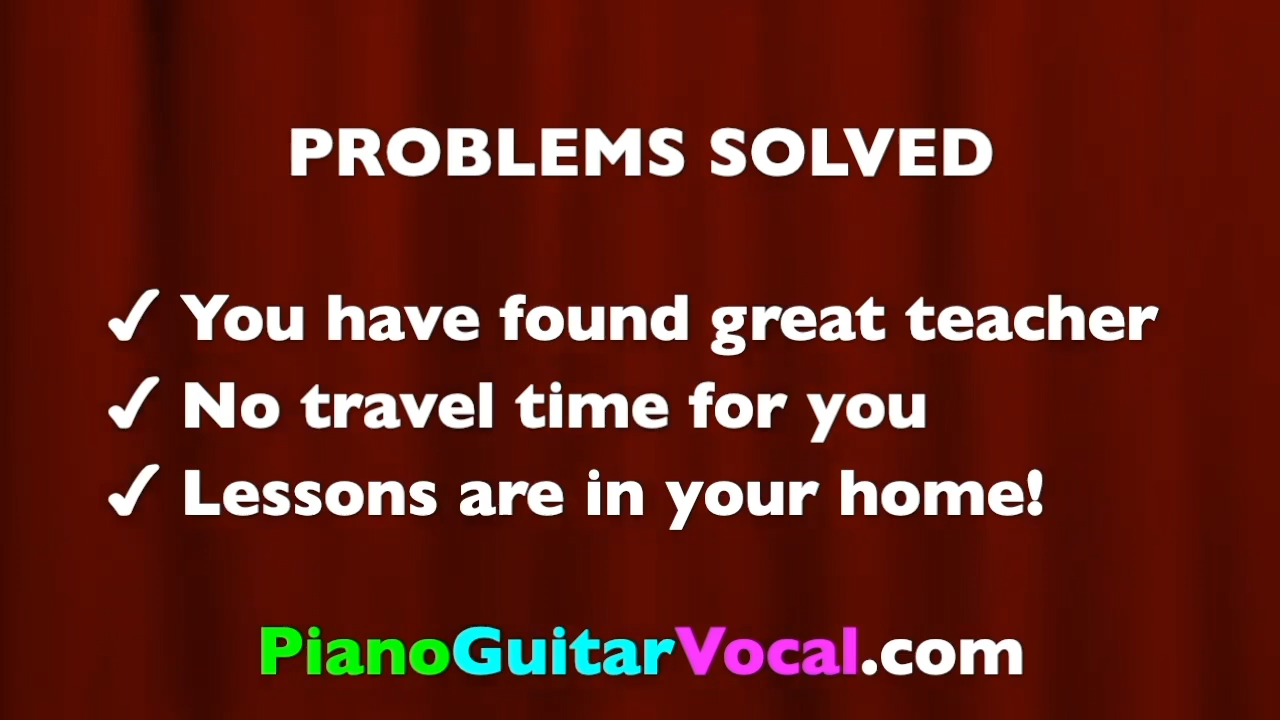 PROBLEMS SOLVED
✓ You have found great teacher
✓ No travel time for you
✓ Lessons are in your home!
PianoGuitarVocal.com